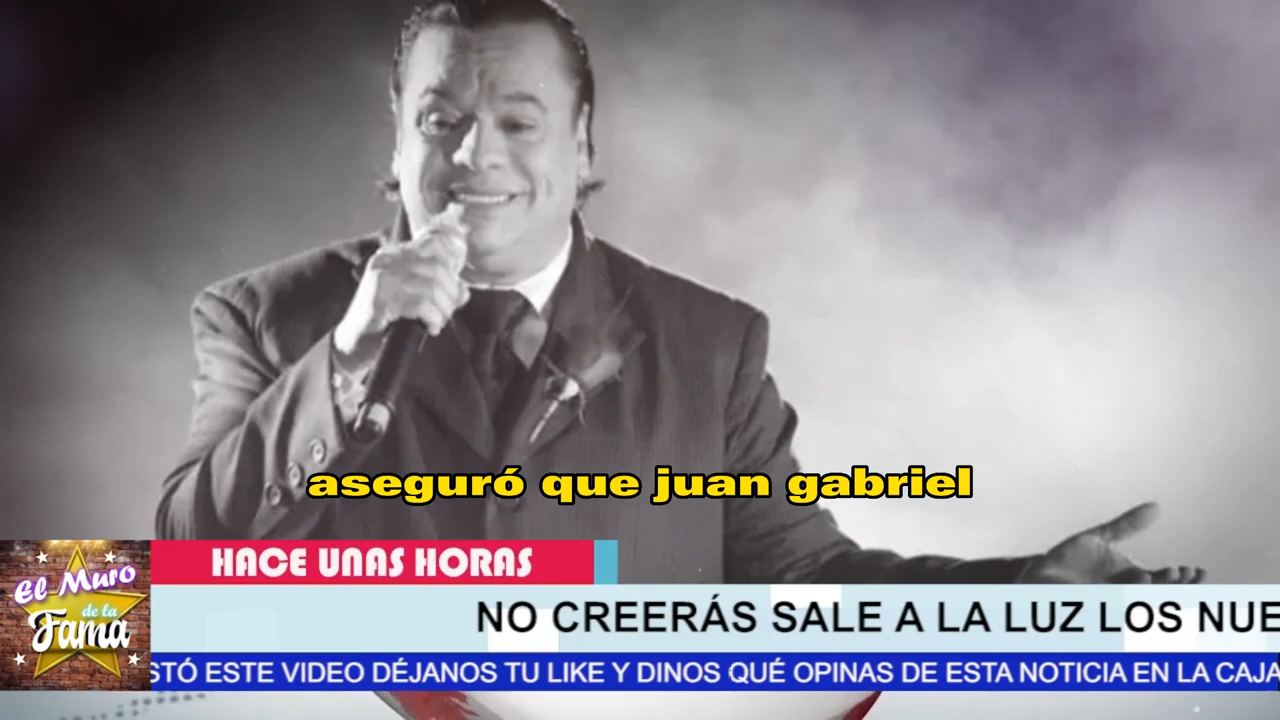 aseguró que juan gabriel
HACE UNAS HORAS
El Muro
de la
Fama
NO CREERÁS SALE A LA LUZ LOS NUE
STÓ ESTE VIDEO DÉJANOS TU LIKE Y DINOS QUÉ OPINAS DE ESTA NOTICIA EN LA CAJA